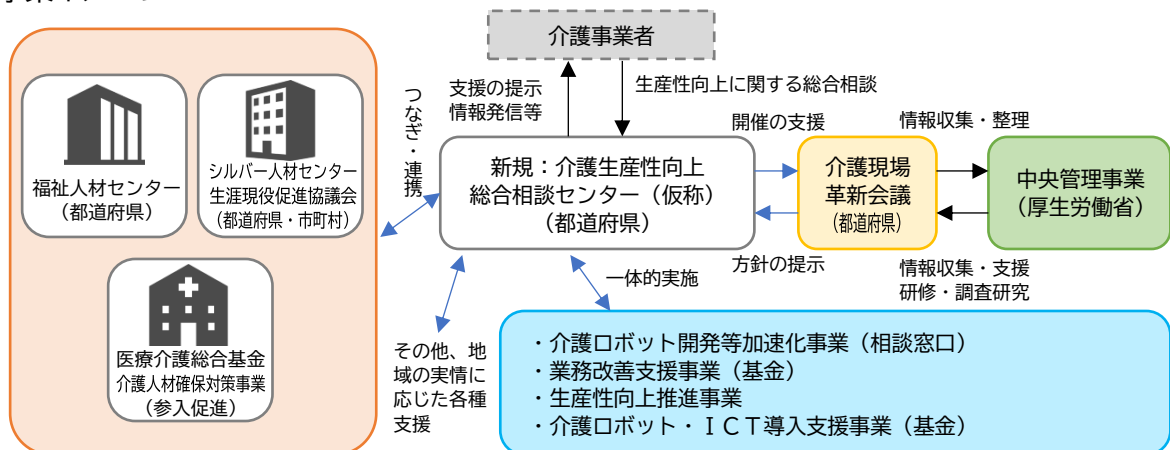 介護事業者
支援の提示
情報発信等
生産性向上に関する総合相談
つなぎ・連携
開催の支援
情報収集・整理
福祉人材センター
（都道府県）
シルバー人材センター
生涯現役促進協議会
（都道府県・市町村）
新規：介護生産性向上
総合相談センター（仮称）
（都道府県）
介護現場
革新会議
（都道府県）
中央管理事業
（厚生労働省）
方針の提示
情報収集・支援
研修・調査研究
一体的実施
医療介護総合基金
介護人材確保対策事業
（参入促進）
その他、地
域の実情に
応じた各種
支援
・介護ロボット開発等加速化事業（相談窓口）
・業務改善支援事業（基金）
・生産性向上推進事業
・介護ロボット・ＩＣＴ導入支援事業（基金）